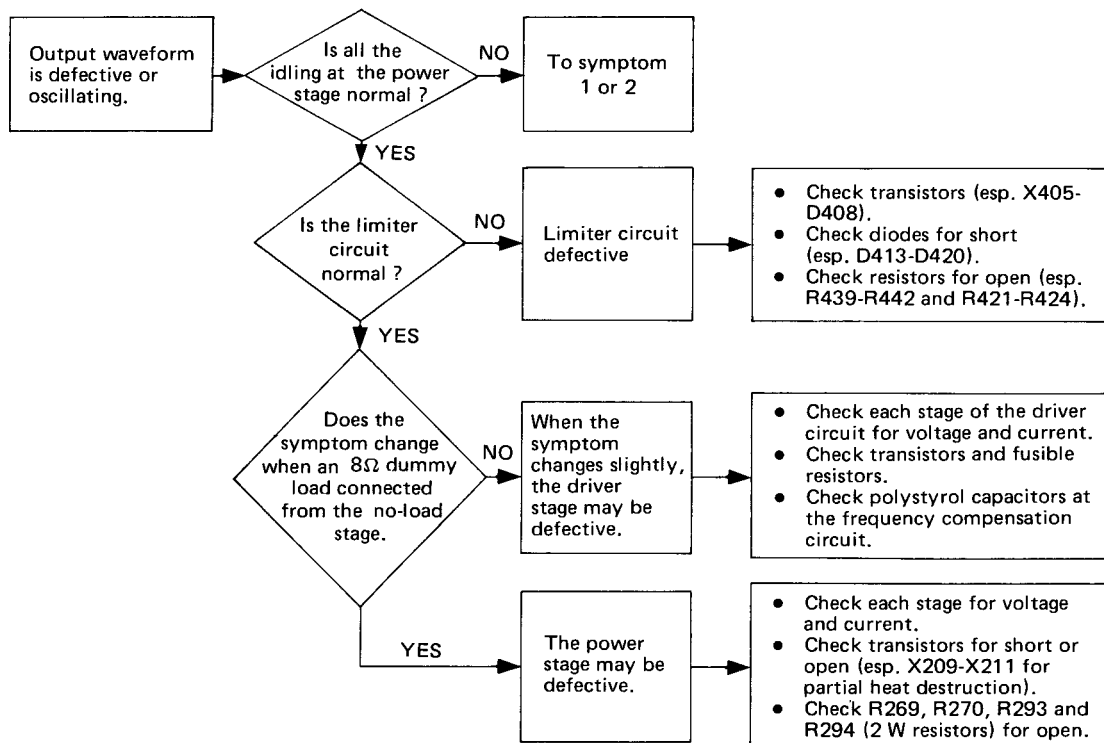 Output waveform
is defective or
oscillating.
Is all the
idling at the power
stage normal ?
NO
To symptom
1 or 2
YES
Is the limiter
circuit
normal ?
NO
Limiter circuit
defective
• Check transistors (esp. X405-
D408).
• Check diodes for short
(esp. D413-D420).
• Check resistors for open (esp.
R439-R442 and R421-R424).
YES
Does the
symptom change
when an 8Ω dummy
load connected
from the no-load
stage.
NO
When the
symptom
changes slightly,
the driver
stage may be
defective.
• Check each stage of the driver
circuit for voltage and current.
• Check transistors and fusible
resistors.
• Check polystyrol capacitors at
the frequency compensation
circuit.
YES
The power
stage may be
defective.
• Check each stage for voltage
and current.
• Check transistors for short or
open (esp. X209-X211 for
partial heat destruction).
• Check R269, R270, R293 and
R294 (2 W resistors) for open.